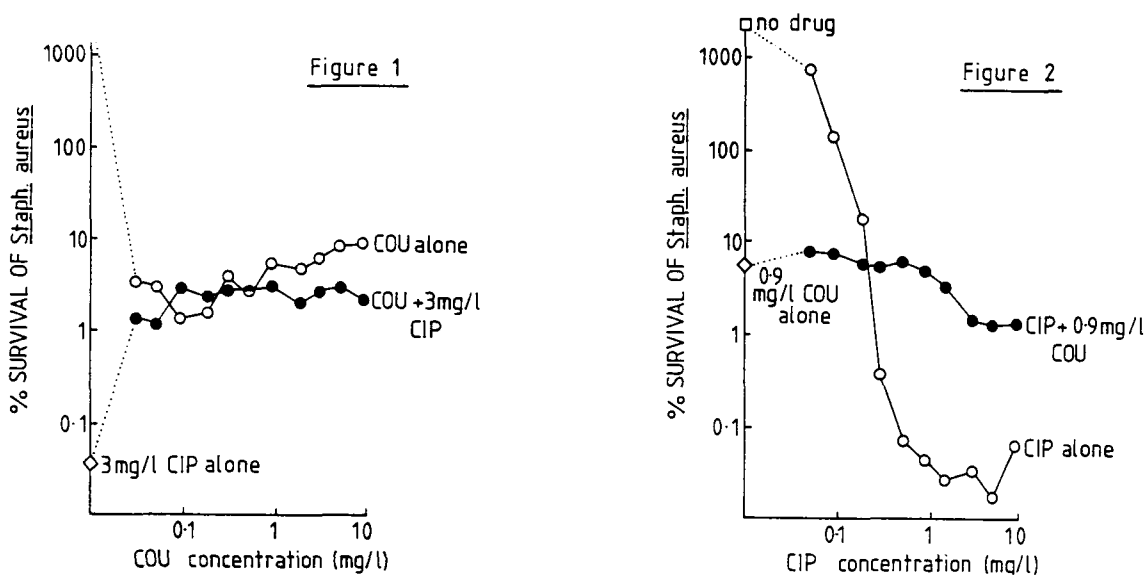 Figure 1
% SURVIVAL OF Staph. aureus
1000
100
10
1
0·1
COU alone
COU +3mg/l
CIP
3mg/l CIP alone
0·1
1
10
COU concentration (mg/l)
Figure 2
% SURVIVAL OF Staph. aureus
no drug
1000
100
10
1
0·1
0·9
mg/l COU
alone
CIP+ 0·9mg/l
COU
CIP alone
0·1
1
10
CIP concentration (mg/l)